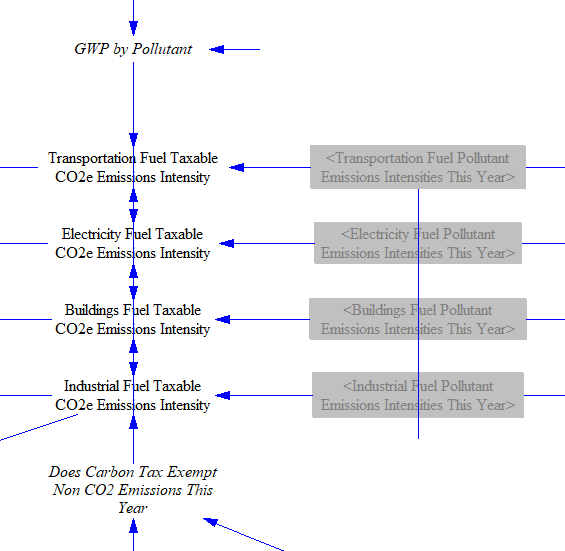 GWP by Pollutant
Transportation Fuel Taxable
CO2e Emissions Intensity
<Transportation Fuel Pollutant
Emissions Intensities This Year>
Electricity Fuel Taxable
CO2e Emissions Intensity
<Electricity Fuel Pollutant
Emissions Intensities This Year>
Buildings Fuel Taxable
CO2e Emissions Intensity
<Buildings Fuel Pollutant
Emissions Intensities This Year>
Industrial Fuel Taxable
CO2e Emissions Intensity
<Industrial Fuel Pollutant
Emissions Intensities This Year>
Does Carbon Tax Exempt
Non CO2 Emissions This
Year